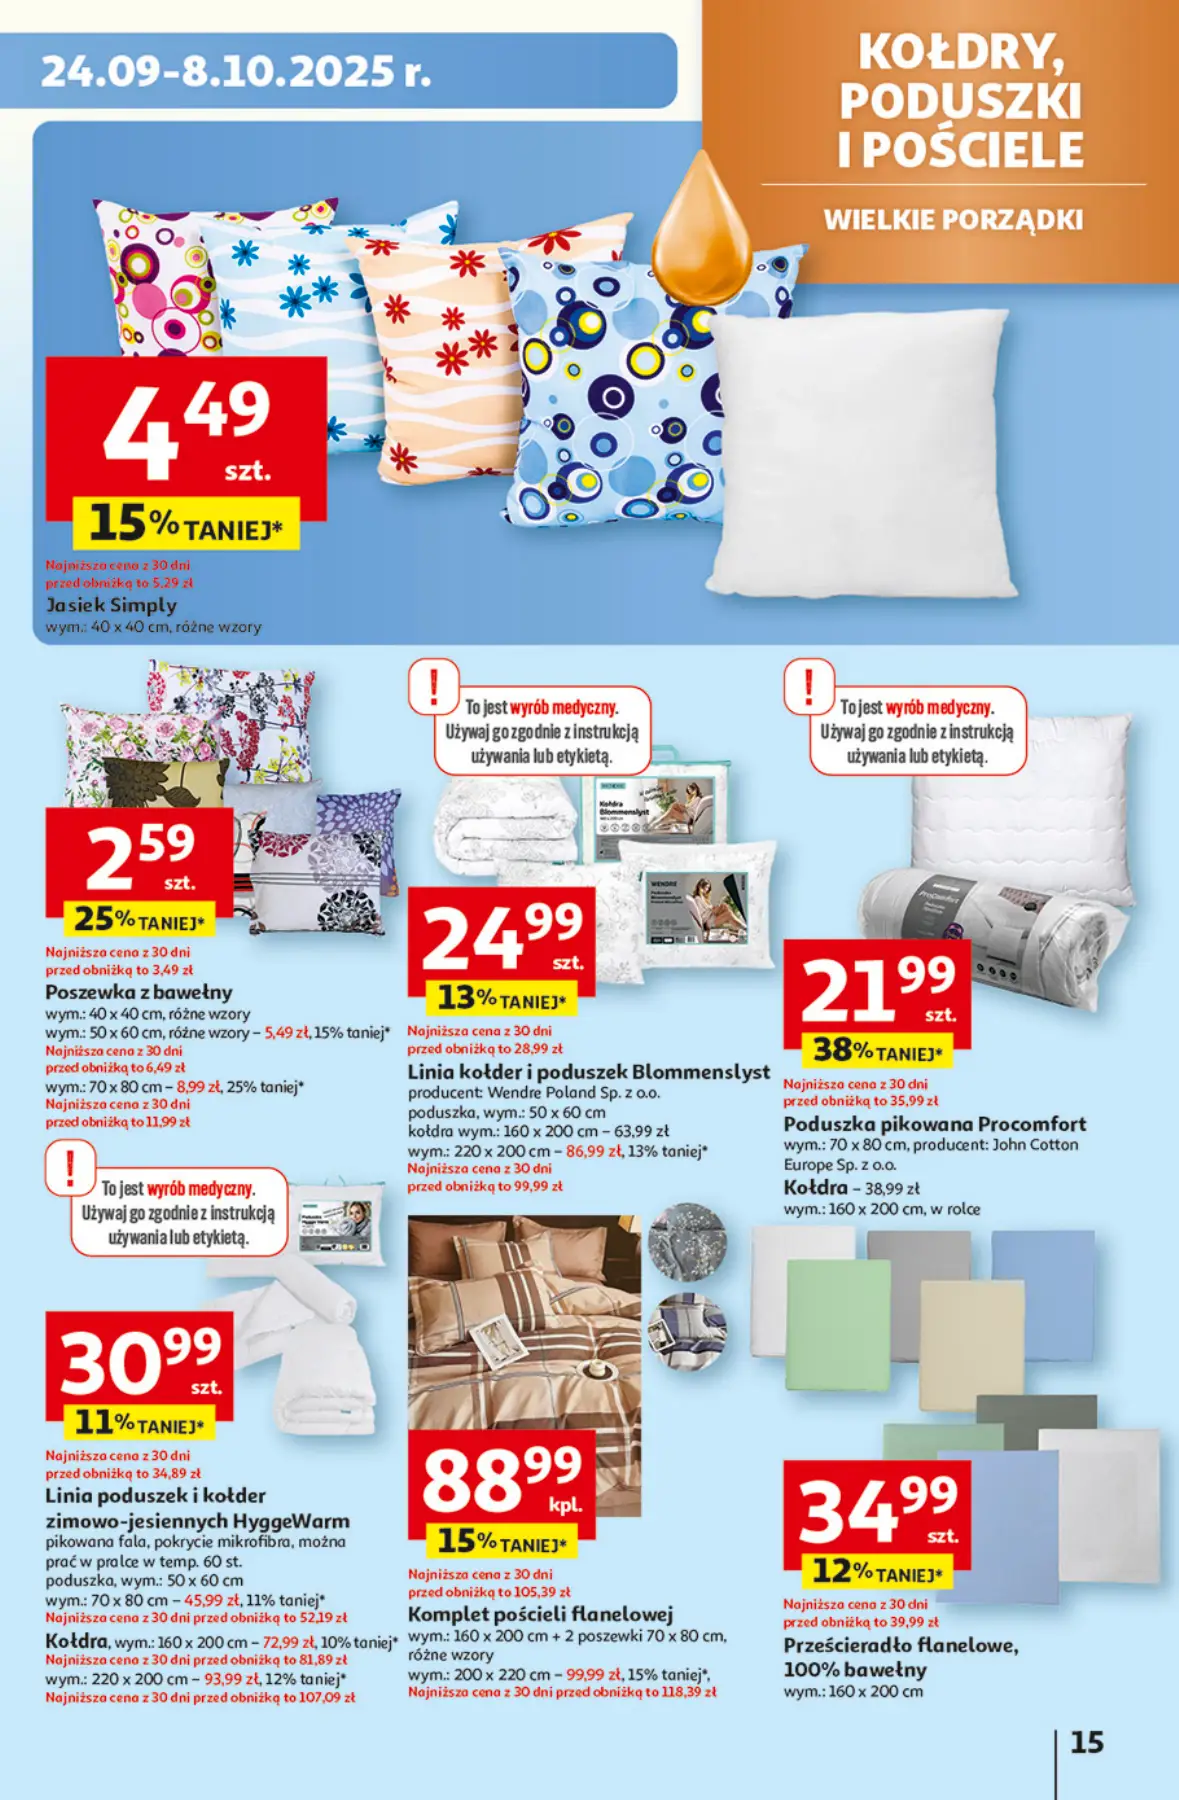 24.09-8.10.2025 r.
KOŁDRY,
PODUSZKI
I POŚCIELE
WIELKIE PORZĄDKI
4 49
szt.
15% TANIEJ*
Najniższa cena z 30 dni
przed obniżką to 5,29 zł
Jasiek Simply
wym.: 40 x 40 cm, różne wzory
2 59
szt.
25% TANIEJ*
Najniższa cena z 30 dni
przed obniżką to 3,49 zł
Poszewka z bawełny
wym.: 40 x 40 cm, różne wzory
wym.: 50 x 60 cm, różne wzory – 5,49 zł, 15% taniej*
Najniższa cena z 30 dni
przed obniżką to 6,49 zł
wym.: 70 x 80 cm – 8,99 zł, 25% taniej*
Najniższa cena z 30 dni
przed obniżką to 11,99 zł
!
To jest wyrób medyczny.
Używaj go zgodnie z instrukcją
używania lub etykietą.
Kołdra
Blommenslyst
WENDRE
24 99
szt.
13% TANIEJ*
Najniższa cena z 30 dni
przed obniżką to 28,99 zł
Linia kołder i poduszek Blommenslyst
producent: Wendre Poland Sp. z o.o.
poduszka, wym.: 50 x 60 cm
kołdra wym.: 160 x 200 cm – 63,99 zł
wym.: 220 x 200 cm – 86,99 zł, 13% taniej*
Najniższa cena z 30 dni
przed obniżką to 99,99 zł
!
To jest wyrób medyczny.
Używaj go zgodnie z instrukcją
używania lub etykietą.
ProComfort
21 99
szt.
38% TANIEJ*
Najniższa cena z 30 dni
przed obniżką to 35,99 zł
Poduszka pikowana Procomfort
wym.: 70 x 80 cm, producent: John Cotton
Europe Sp. z o.o.
Kołdra – 38,99 zł
wym.: 160 x 200 cm, w rolce
!
To jest wyrób medyczny.
Używaj go zgodnie z instrukcją
używania lub etykietą.
30 99
szt.
11% TANIEJ*
Najniższa cena z 30 dni
przed obniżką to 34,89 zł
Linia poduszek i kołder
zimowo-jesiennych HyggeWarm
pikowana fala, pokrycie mikrofibra, można
prać w pralce w temp. 60 st.
poduszka, wym.: 50 x 60 cm
wym.: 70 x 80 cm – 45,99 zł, 11% taniej*
Najniższa cena z 30 dni przed obniżką to 52,19 zł
Kołdra, wym.: 160 x 200 cm – 72,99 zł, 10% taniej*
Najniższa cena z 30 dni przed obniżką to 81,89 zł
wym.: 220 x 200 cm – 93,99 zł, 12% taniej*
Najniższa cena z 30 dni przed obniżką to 107,09 zł
88 99
kpl.
15% TANIEJ*
Najniższa cena z 30 dni
przed obniżką to 105,39 zł
Komplet pościeli flanelowej
wym.: 160 x 200 cm + 2 poszewki 70 x 80 cm,
różne wzory
wym.: 200 x 220 cm – 99,99 zł, 15% taniej*,
Najniższa cena z 30 dni przed obniżką to 118,39 zł
34 99
szt.
12% TANIEJ*
Najniższa cena z 30 dni
przed obniżką to 39,99 zł
Prześcieradło flanelowe,
100% bawełny
wym.: 160 x 200 cm
15